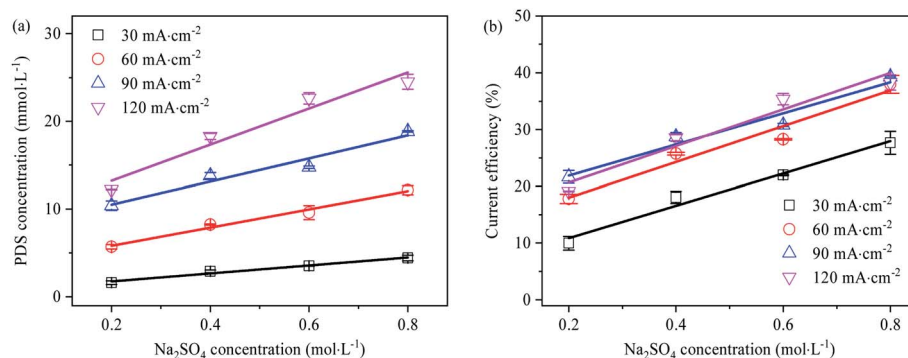 (a)
30 mA·cm⁻²
60 mA·cm⁻²
90 mA·cm⁻²
120 mA·cm⁻²
PDS concentration (mmol·L⁻¹)
30
20
10
0
0.2 0.4 0.6 0.8
Na₂SO₄ concentration (mol·L⁻¹)
(b)
Current efficiency (%)
50
40
30
20
10
0
30 mA·cm⁻²
60 mA·cm⁻²
90 mA·cm⁻²
120 mA·cm⁻²
0.2 0.4 0.6 0.8
Na₂SO₄ concentration (mol·L⁻¹)